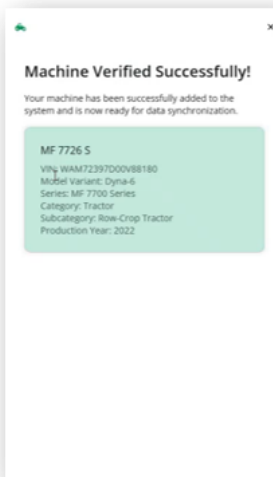 Machine Verified Successfully!
Your machine has been successfully added to the
system and is now ready for data synchronization.
MF 7726 S
VIN: WAM72397D00V88180
Model Variant: Dyna-6
Series: MF 7700 Series
Category: Tractor
Subcategory: Row-Crop Tractor
Production Year: 2022